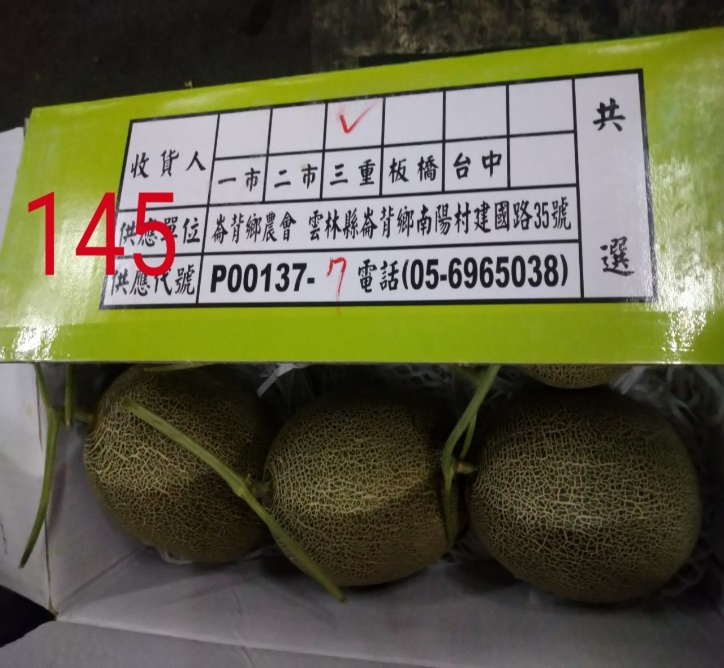 ✓
收貨人 一市 二市 三重 板橋 台中
共選
145
供應單位 崙背鄉農會 雲林縣崙背鄉南陽村建國路35號
供應代號 P00137-7 電話(05-6965038)